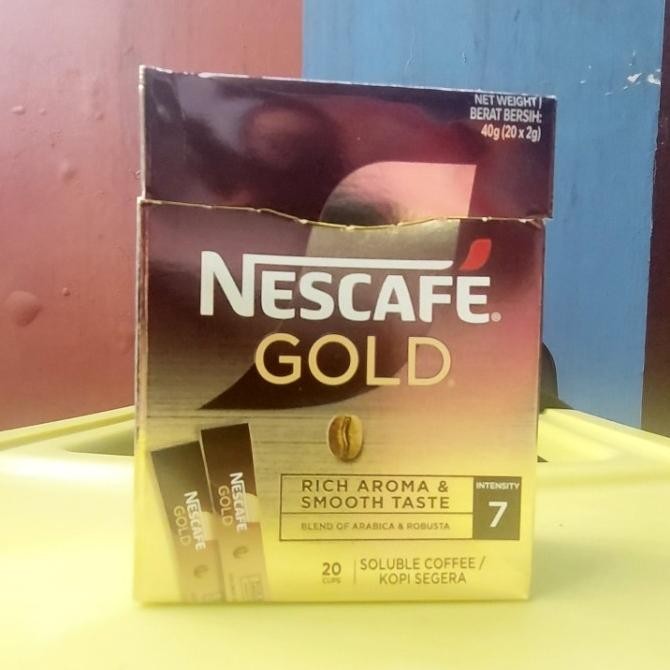 NET WEIGHT /
BERAT BERSIH:
40g (20 x 2g)
NESCAFÉ®
GOLD
RICH AROMA &
SMOOTH TASTE
BLEND OF ARABICA & ROBUSTA
INTENSITY
7
NESCAFÉ
GOLD
NESCAFÉ
GOLD
20
CUPS
SOLUBLE COFFEE /
KOPI SEGERA